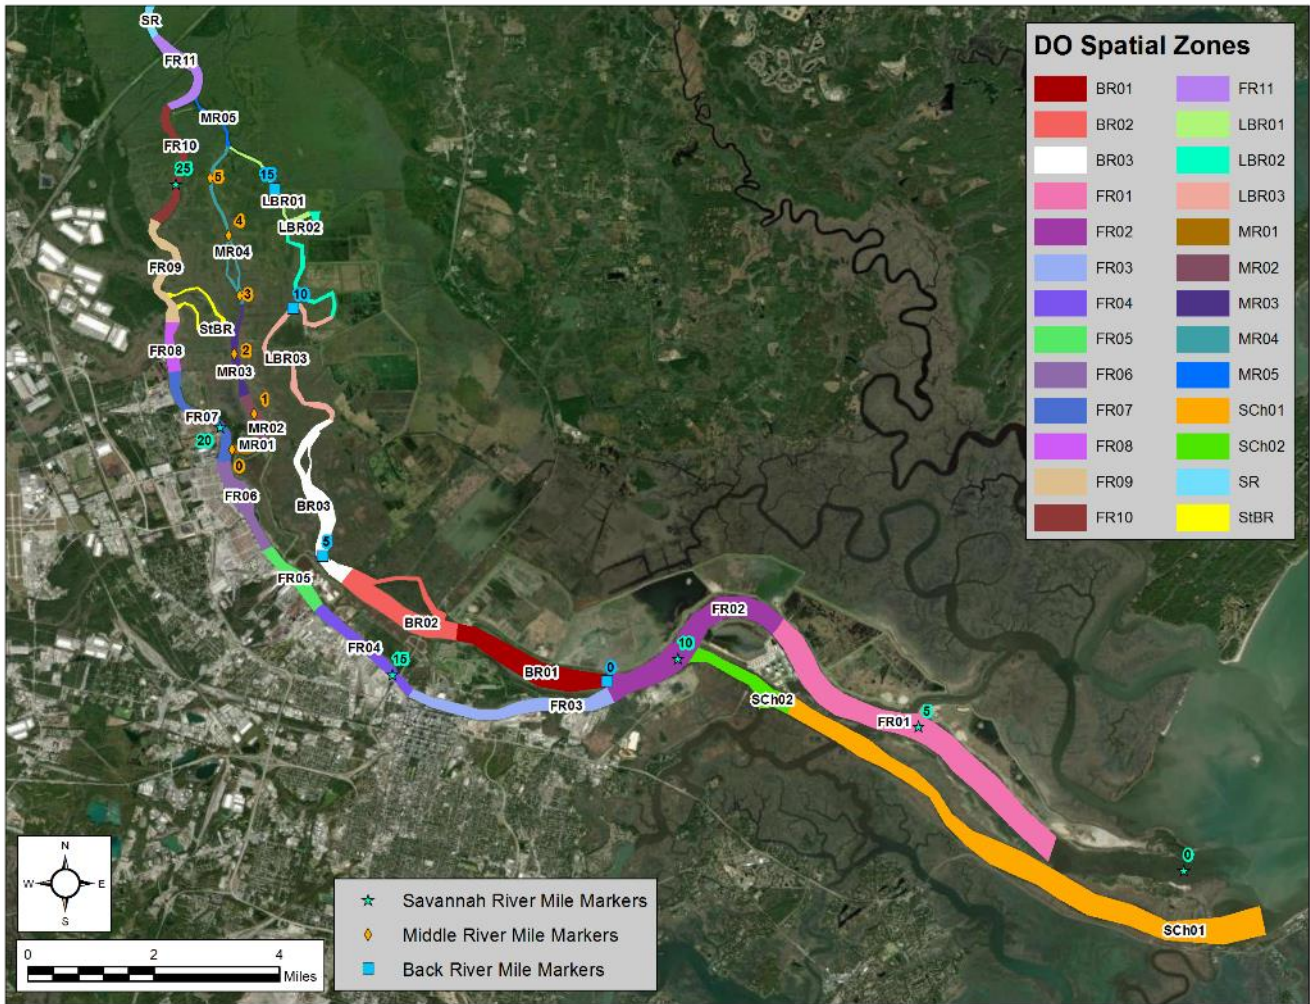 DO Spatial Zones
BR01
BR02
BR03
FR01
FR02
FR03
FR04
FR05
FR06
FR07
FR08
FR09
FR10
FR11
LBR01
LBR02
LBR03
MR01
MR02
MR03
MR04
MR05
SCh01
SCh02
SR
StBR
SR
FR11
MR05
FR10
25
5
15
LBR01
4
LBR02
MR04
FR09
3
10
StBR
FR08
2
LBR03
MR03
1
FR07
MR02
20
MR01
0
FR06
BR03
5
FR05
FR02
BR02
FR04
10
15
BR01
0
SCh02
FR03
FR01
5
0
SCh01
N
W
E
S
0
2
4
Miles
Savannah River Mile Markers
Middle River Mile Markers
Back River Mile Markers